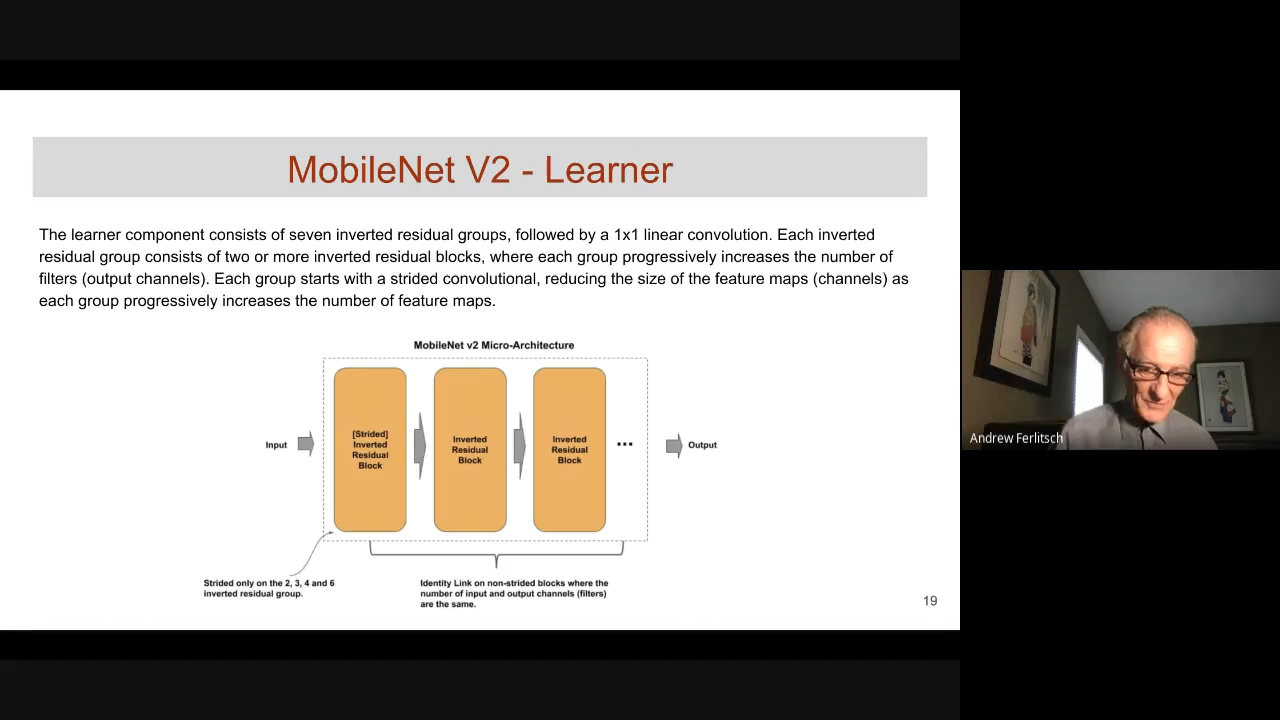 MobileNet V2 - Learner
The learner component consists of seven inverted residual groups, followed by a 1x1 linear convolution. Each inverted
residual group consists of two or more inverted residual blocks, where each group progressively increases the number of
filters (output channels). Each group starts with a strided convolutional, reducing the size of the feature maps (channels) as
each group progressively increases the number of feature maps.
MobileNet v2 Micro-Architecture
Input
[Strided]
Inverted
Residual
Block
Inverted
Residual
Block
Inverted
Residual
Block
...
Output
Strided only on the 2, 3, 4 and 6
inverted residual group.
Identity Link on non-strided blocks where the
number of input and output channels (filters)
are the same.
19
Andrew Ferlitsch